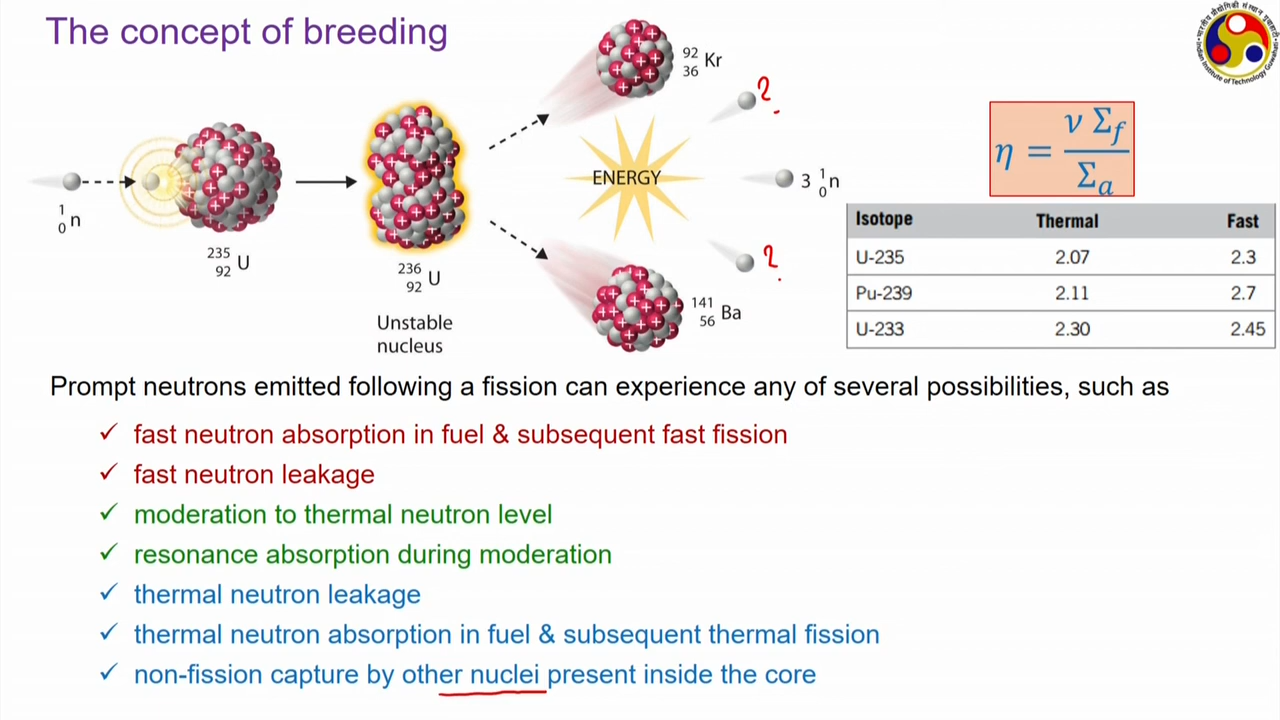 The concept of breeding
92
36 Kr
?
ENERGY
3 1 0 n
1
0 n
235
92 U
236
92 U
Unstable
nucleus
?
141
56 Ba
η = ν Σf / Σa
Isotope Thermal Fast
U-235 2.07 2.3
Pu-239 2.11 2.7
U-233 2.30 2.45
Prompt neutrons emitted following a fission can experience any of several possibilities, such as
✓ fast neutron absorption in fuel & subsequent fast fission
✓ fast neutron leakage
✓ moderation to thermal neutron level
✓ resonance absorption during moderation
✓ thermal neutron leakage
✓ thermal neutron absorption in fuel & subsequent thermal fission
✓ non-fission capture by other nuclei present inside the core
Indian Institute of Technology Guwahati